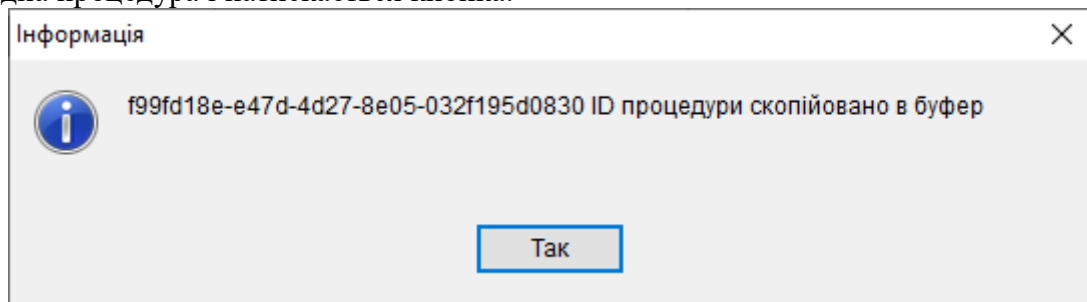 Інформація
f99fd18e-e47d-4d27-8e05-032f195d0830 ID процедури скопійовано в буфер
Так